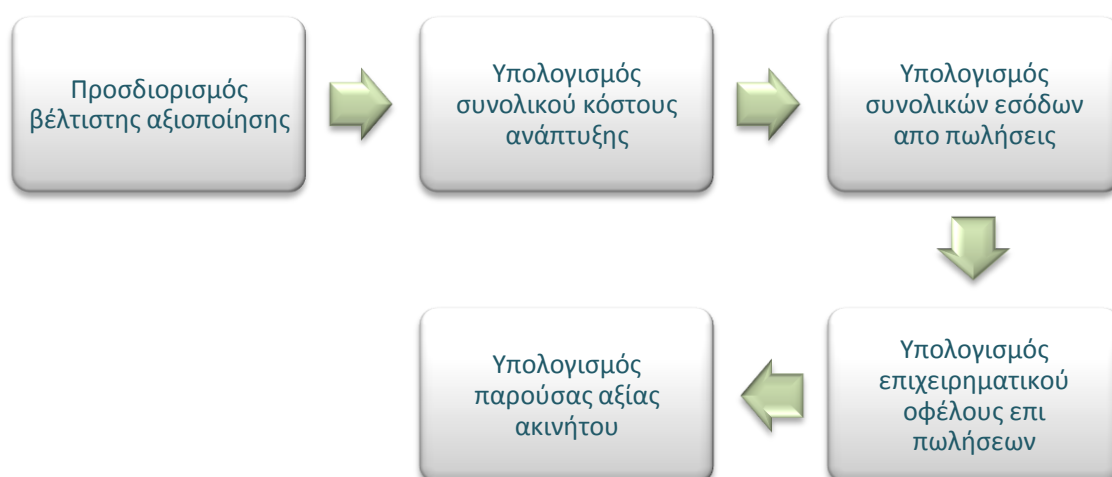 Προσδιορισμός
βέλτιστης αξιοποίησης
Υπολογισμός
συνολικού κόστους
ανάπτυξης
Υπολογισμός
συνολικών εσόδων
απο πωλήσεις
Υπολογισμός
επιχειρηματικού
οφέλους επι
πωλήσεων
Υπολογισμός
παρούσας αξίας
ακινήτου